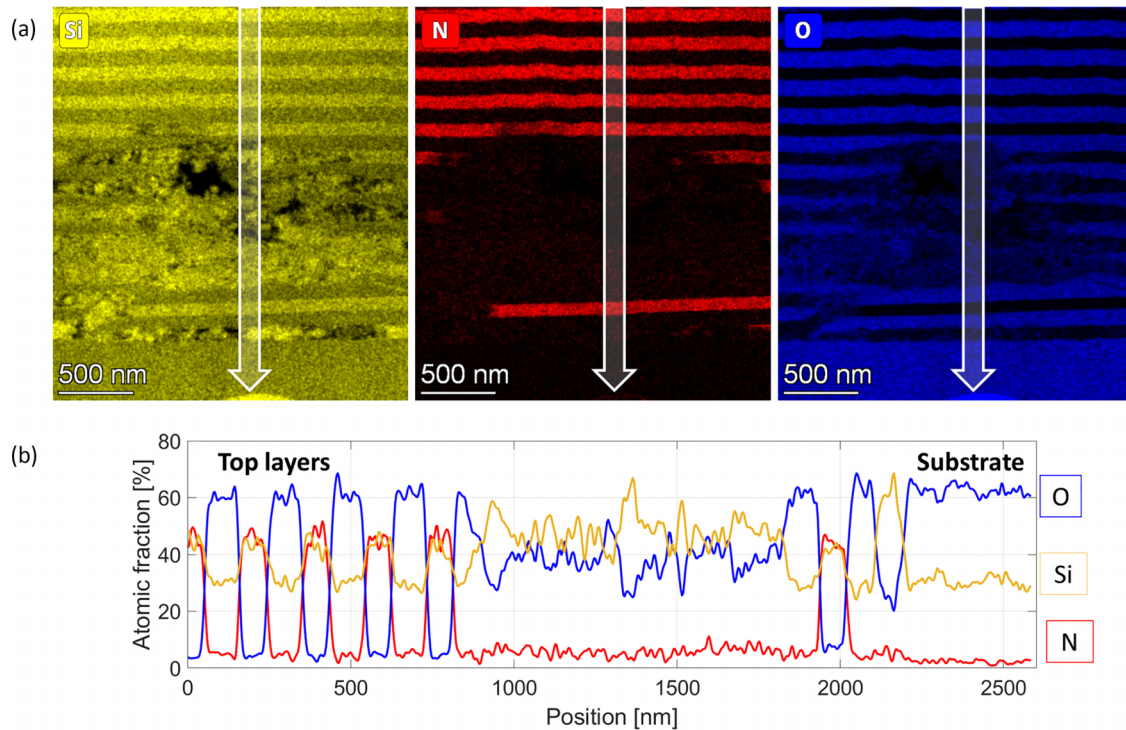 (a)
Si
N
O
500 nm
500 nm
500 nm
(b)
80
60
40
20
0
Atomic fraction [%]
Top layers
Substrate
O
Si
N
0
500
1000
1500
2000
2500
Position [nm]